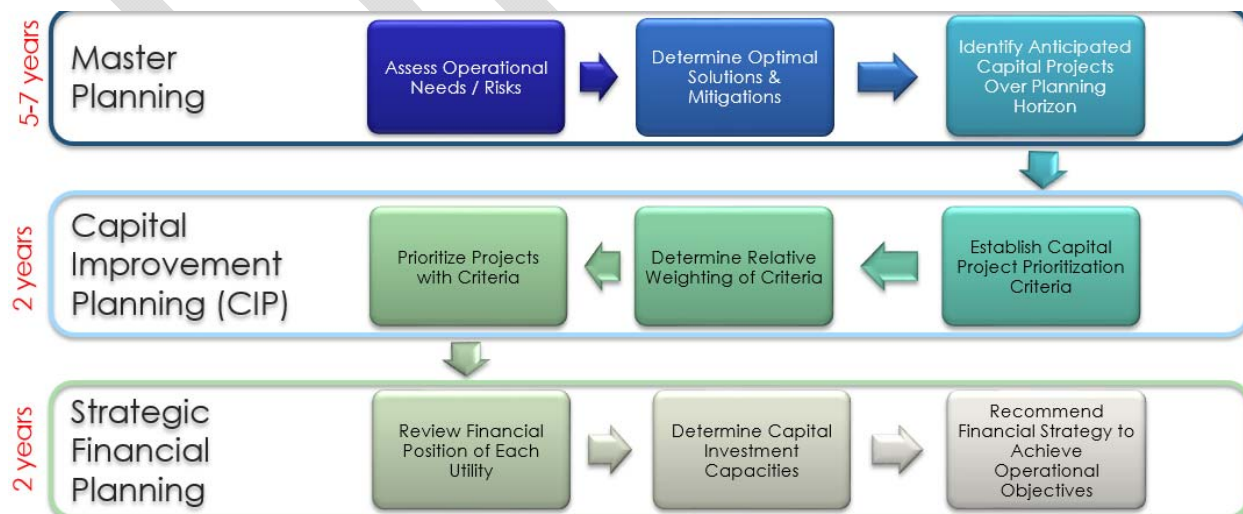 5-7 years
Master
Planning
Assess Operational
Needs / Risks
Determine Optimal
Solutions &
Mitigations
Identify Anticipated
Capital Projects
Over Planning
Horizon
2 years
Capital
Improvement
Planning (CIP)
Prioritize Projects
with Criteria
Determine Relative
Weighting of Criteria
Establish Capital
Project Prioritization
Criteria
2 years
Strategic
Financial
Planning
Review Financial
Position of Each
Utility
Determine Capital
Investment
Capacities
Recommend
Financial Strategy to
Achieve
Operational
Objectives